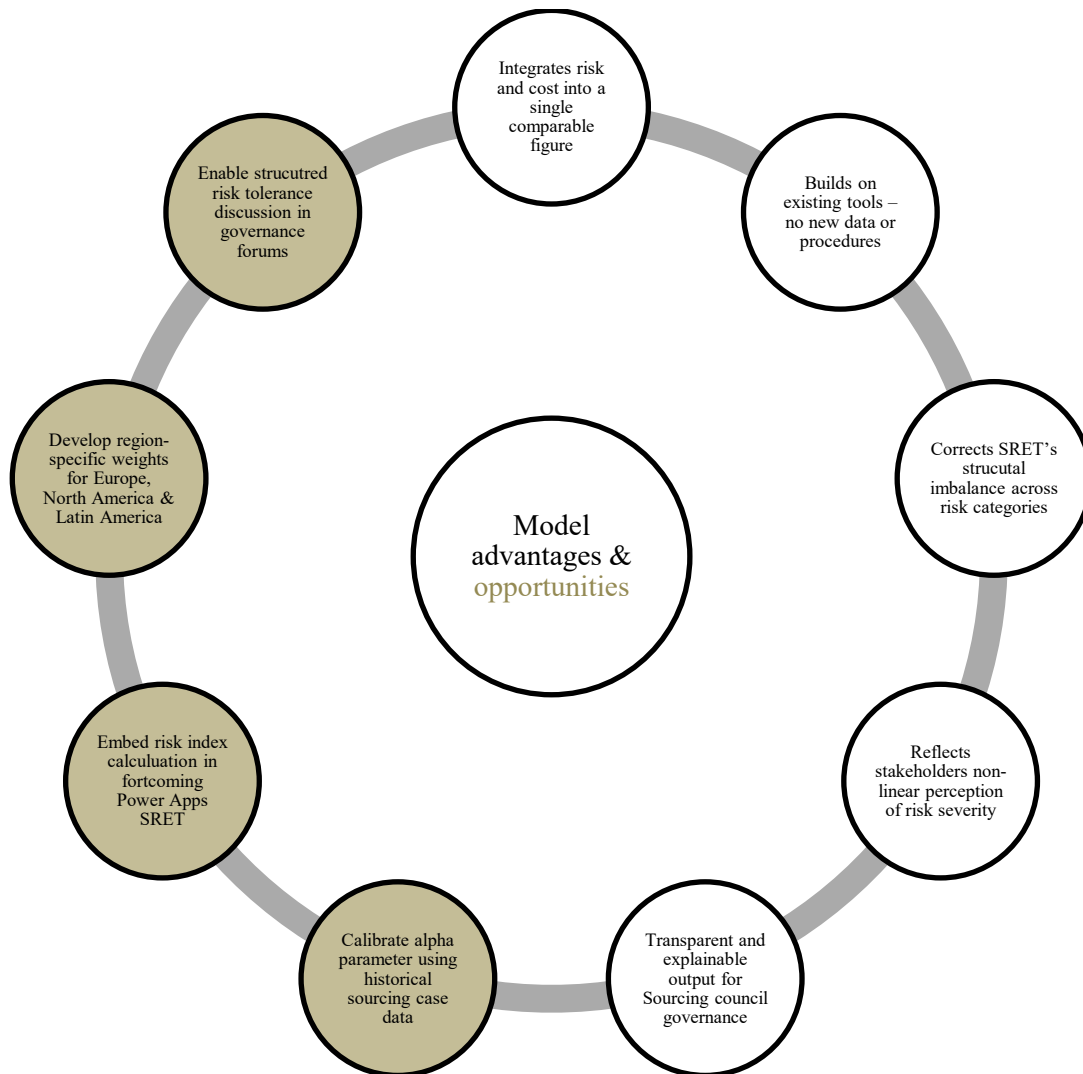 Integrates risk
and cost into a
single
comparable
figure
Builds on
existing tools –
no new data or
procedures
Corrects SRET’s
strucutal
imbalance across
risk categories
Reflects
stakeholders non-
linear perception
of risk severity
Transparent and
explainable
output for
Sourcing council
governance
Calibrate alpha
parameter using
historical
sourcing case
data
Embed risk index
calculuation in
fortcoming
Power Apps
SRET
Develop region-
specific weights
for Europe,
North America &
Latin America
Enable strucutred
risk tolerance
discussion in
governance
forums
Model
advantages &
opportunities